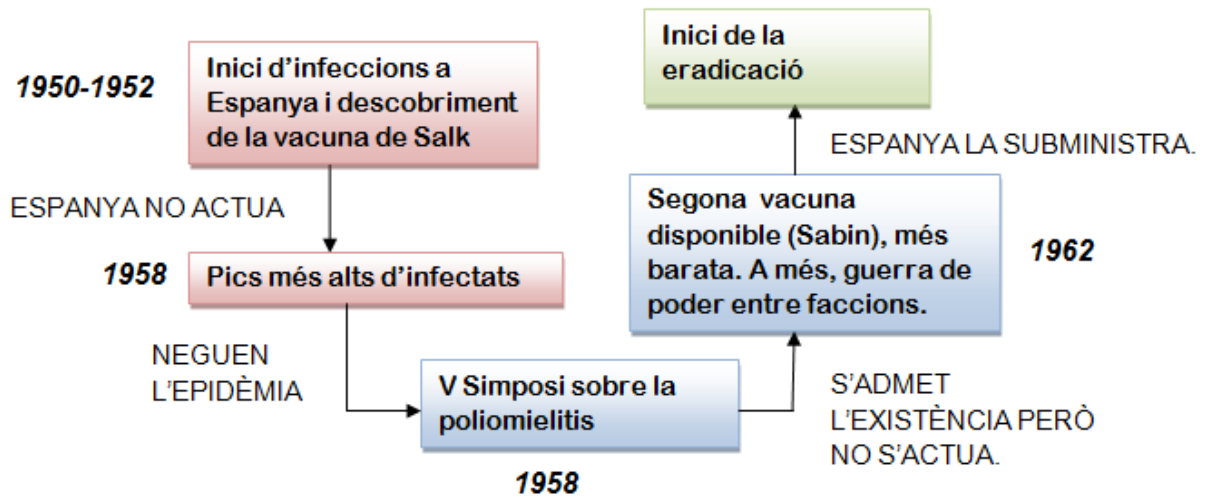 1950-1952
Inici d'infeccions a
Espanya i descobriment
de la vacuna de Salk
ESPANYA NO ACTUA
1958
Pics més alts d'infectats
NEGUEN
L'EPIDÈMIA
V Simposi sobre la
poliomielitis
1958
S'ADMET
L'EXISTÈNCIA PERÒ
NO S'ACTUA.
Segona vacuna
disponible (Sabin), més
barata. A més, guerra de
poder entre faccions.
1962
ESPANYA LA SUBMINISTRA.
Inici de la
eradicació